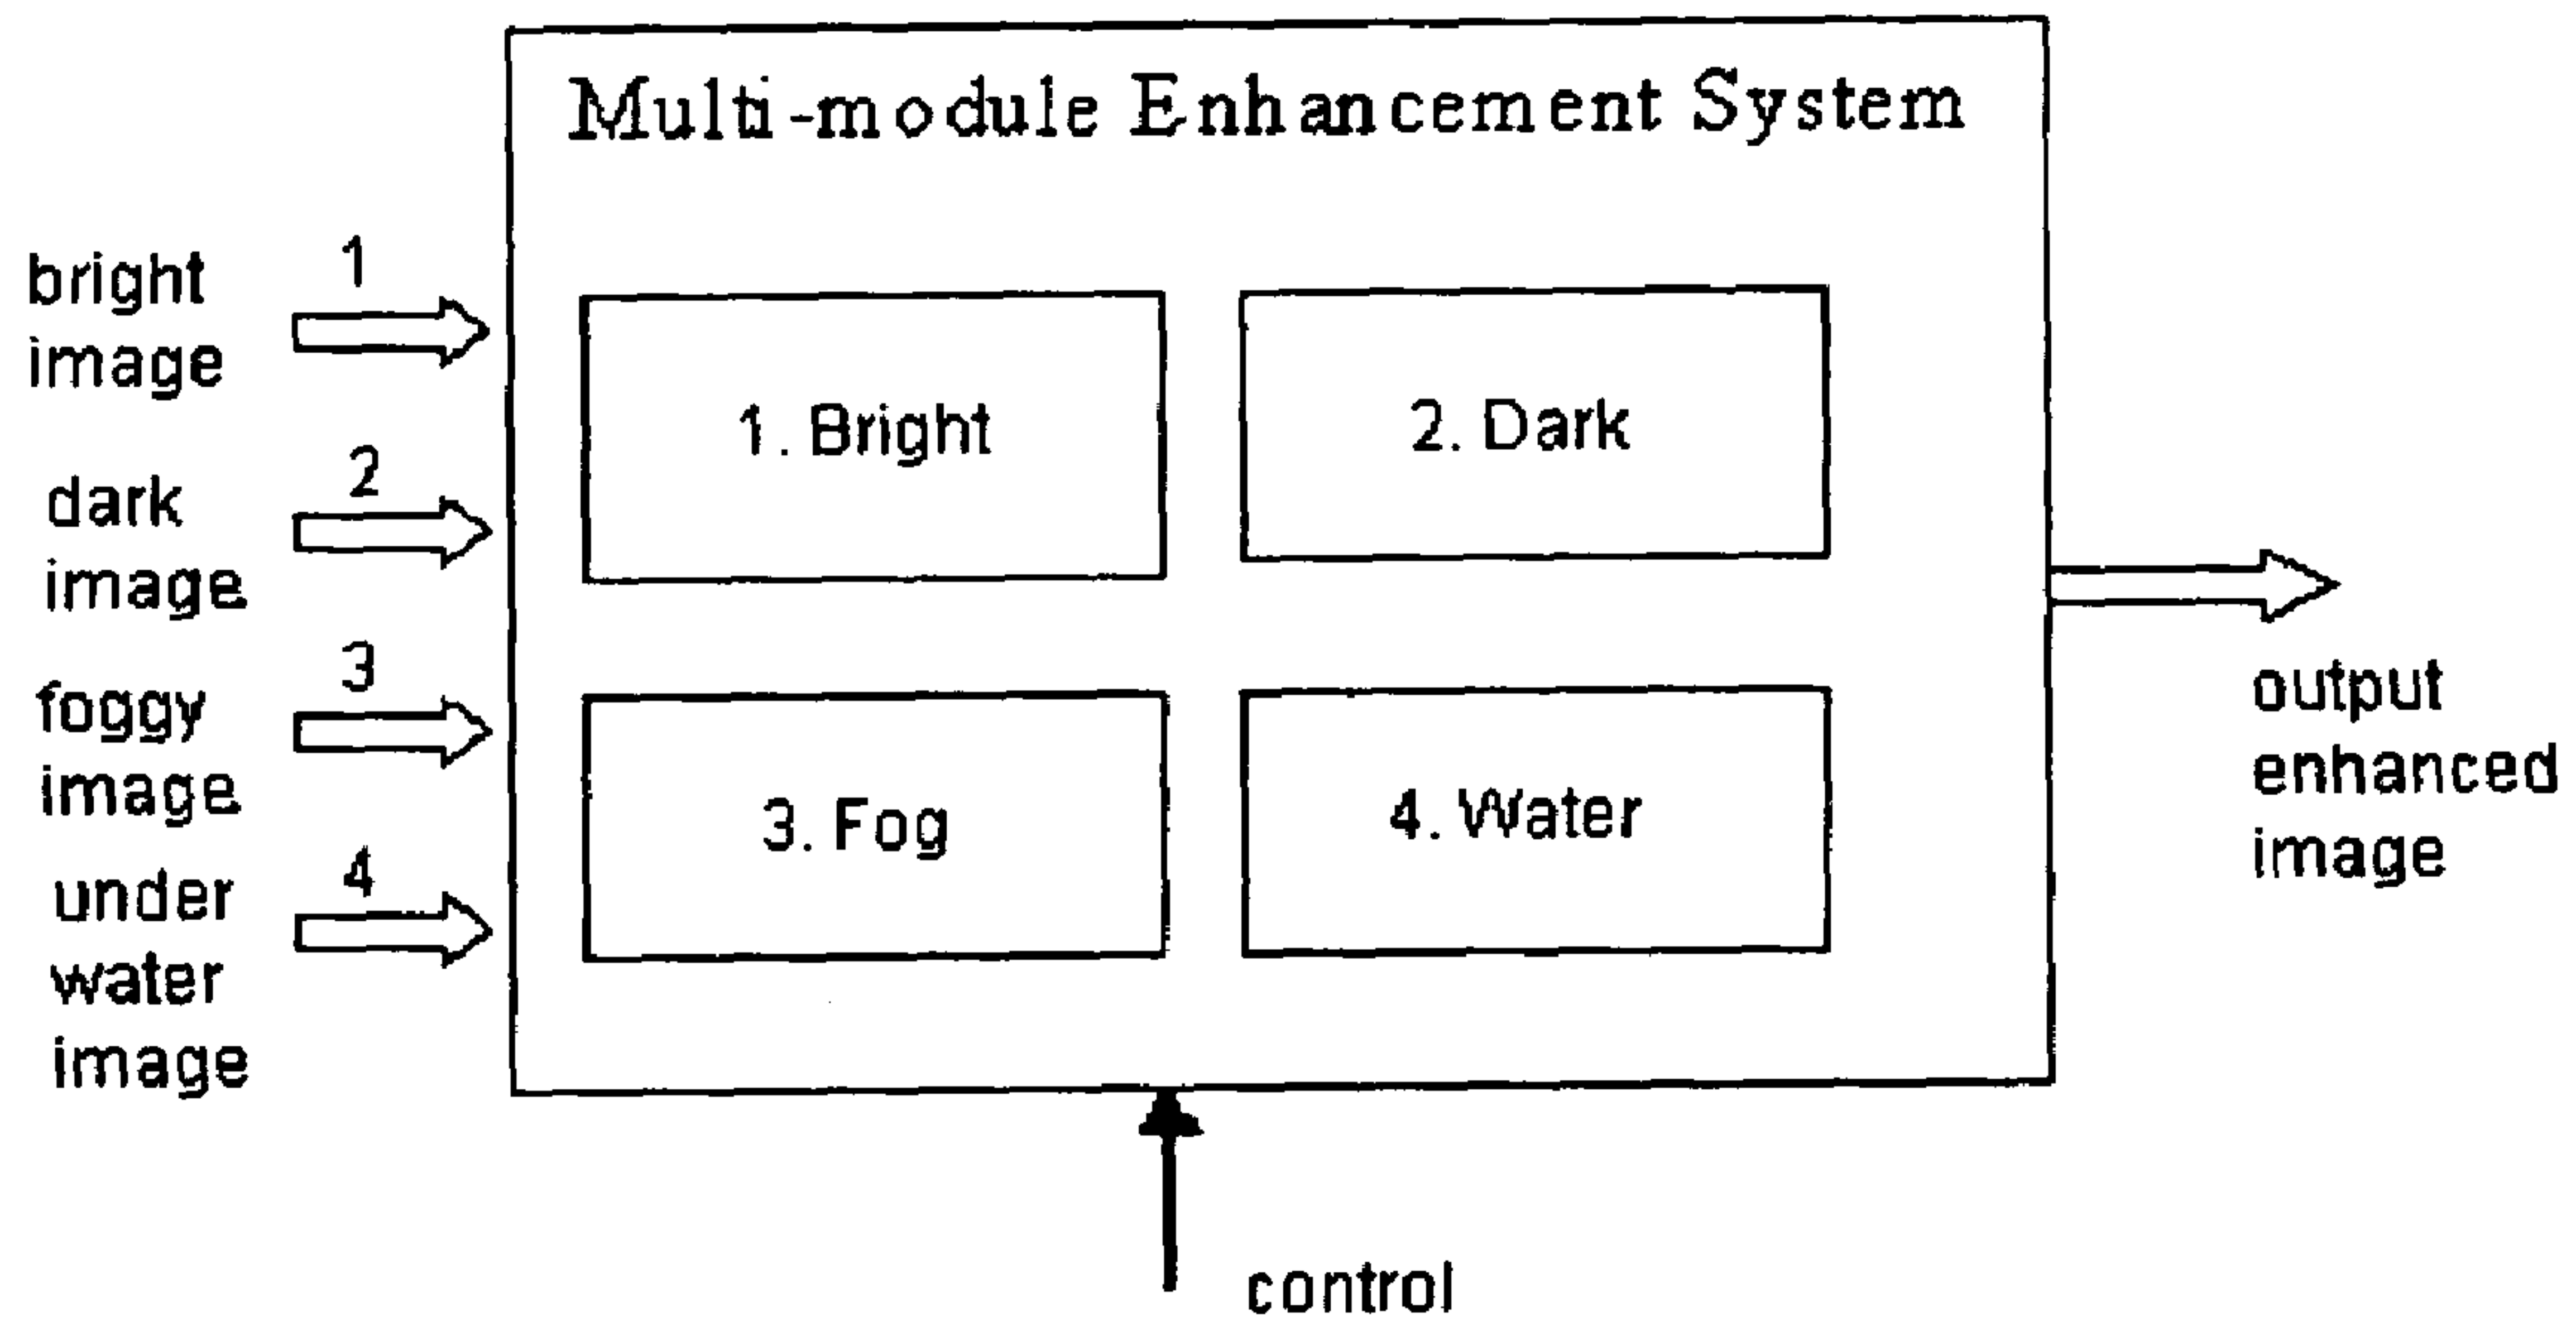 Multi-module Enhancement System
1
bright
image
2
dark
image
3
foggy
image
4
under
water
image
1. Bright
2. Dark
3. Fog
4. Water
output
enhanced
image
control